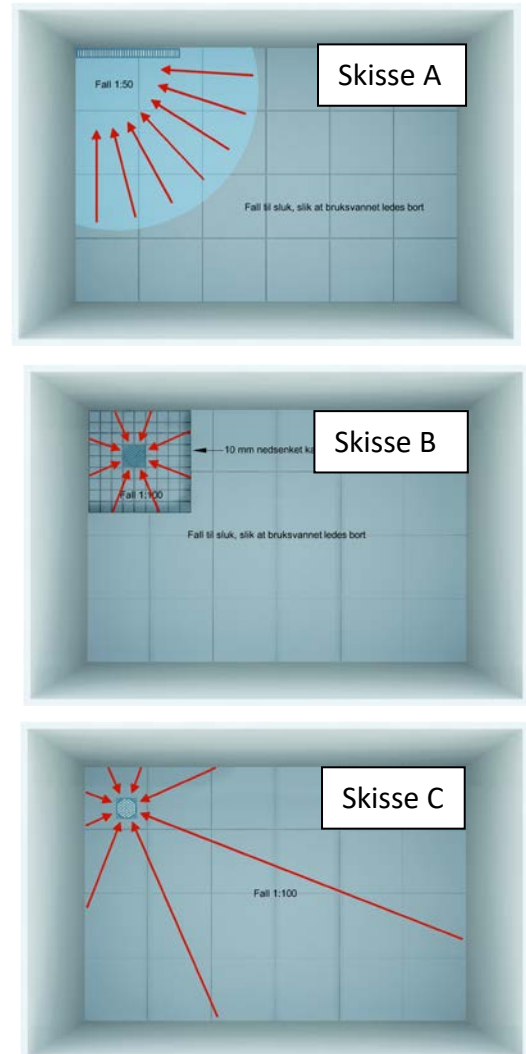 Skisse A
Fall 1:50
Fall til sluk, slik at bruksvannet ledes bort
Skisse B
10 mm nedsenket
Fall 1:100
Fall til sluk, slik at bruksvannet ledes bort
Skisse C
Fall 1:100